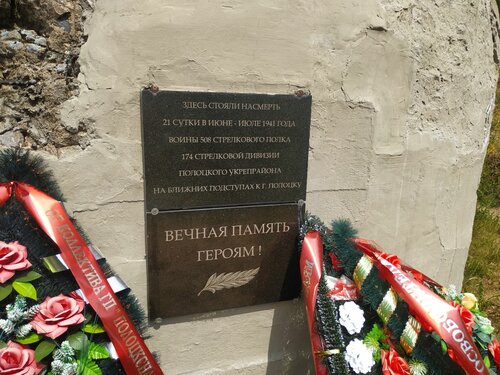 ЗДЕСЬ СТОЯЛИ НАСМЕРТЬ
21 СУТКИ В ИЮНЕ - ИЮЛЕ 1941 ГОДА
ВОИНЫ 508 СТРЕЛКОВОГО ПОЛКА
174 СТРЕЛКОВОЙ ДИВИЗИИ
ПОЛОЦКОГО УКРЕПРАЙОНА
НА БЛИЖНИХ ПОДСТУПАХ К Г. ПОЛОЦКУ
ВЕЧНАЯ ПАМЯТЬ
ГЕРОЯМ !